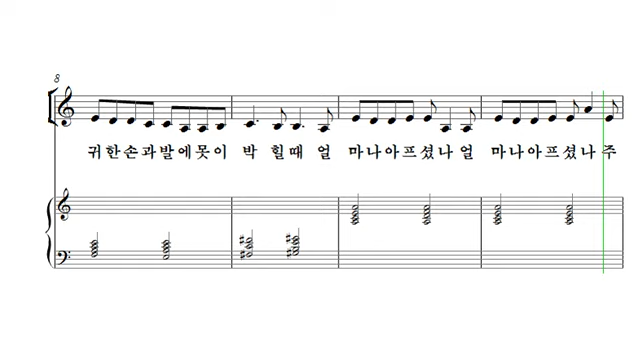 8
귀 한 손 과 발 에 못 이 박 힐 때 얼 마 나 아 프 셨 나 얼 마 나 아 프 셨 나 주